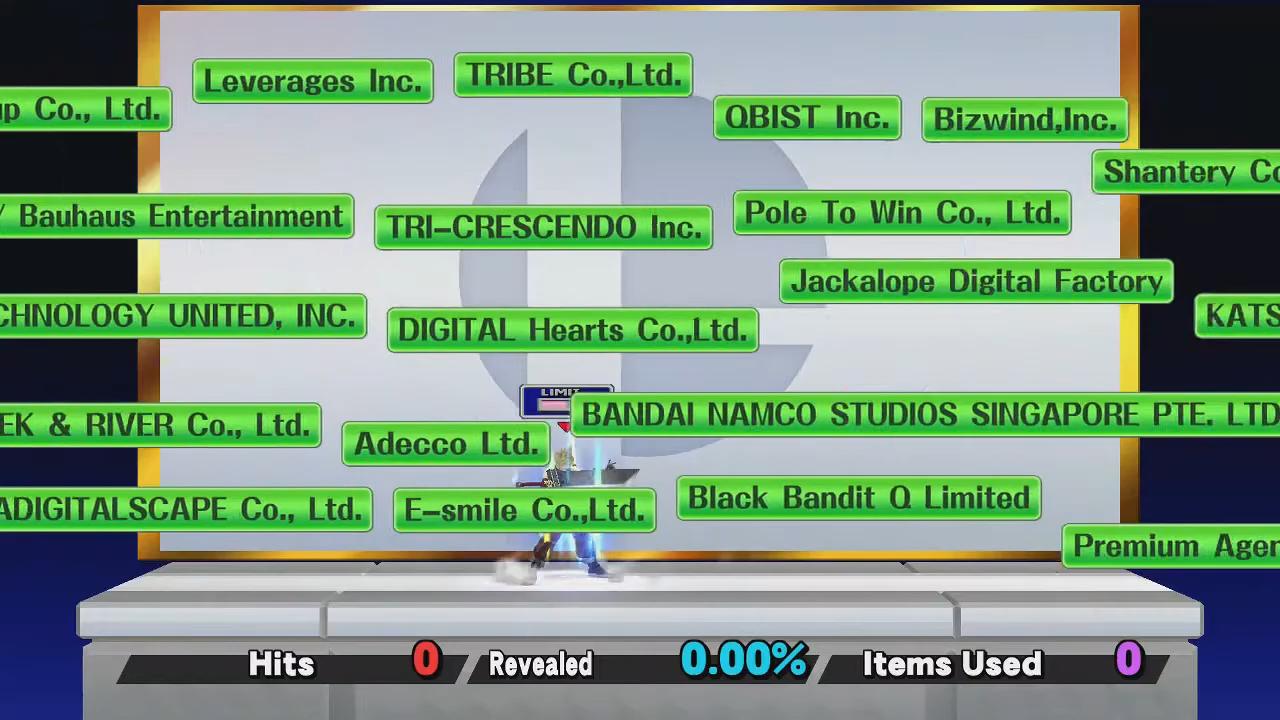 Leverages Inc.
TRIBE Co.,Ltd.
up Co., Ltd.
QBIST Inc.
Bizwind,Inc.
Shantery Co
Bauhaus Entertainment
TRI-CRESCENDO Inc.
Pole To Win Co., Ltd.
Jackalope Digital Factory
CHNOLOGY UNITED, INC.
DIGITAL Hearts Co.,Ltd.
KATS
LIMIT
EK & RIVER Co., Ltd.
Adecco Ltd.
BANDAI NAMCO STUDIOS SINGAPORE PTE. LTD
ADIGITALSCAPE Co., Ltd.
E-smile Co.,Ltd.
Black Bandit Q Limited
Premium Agen
Hits 0 Revealed 0.00% Items Used 0